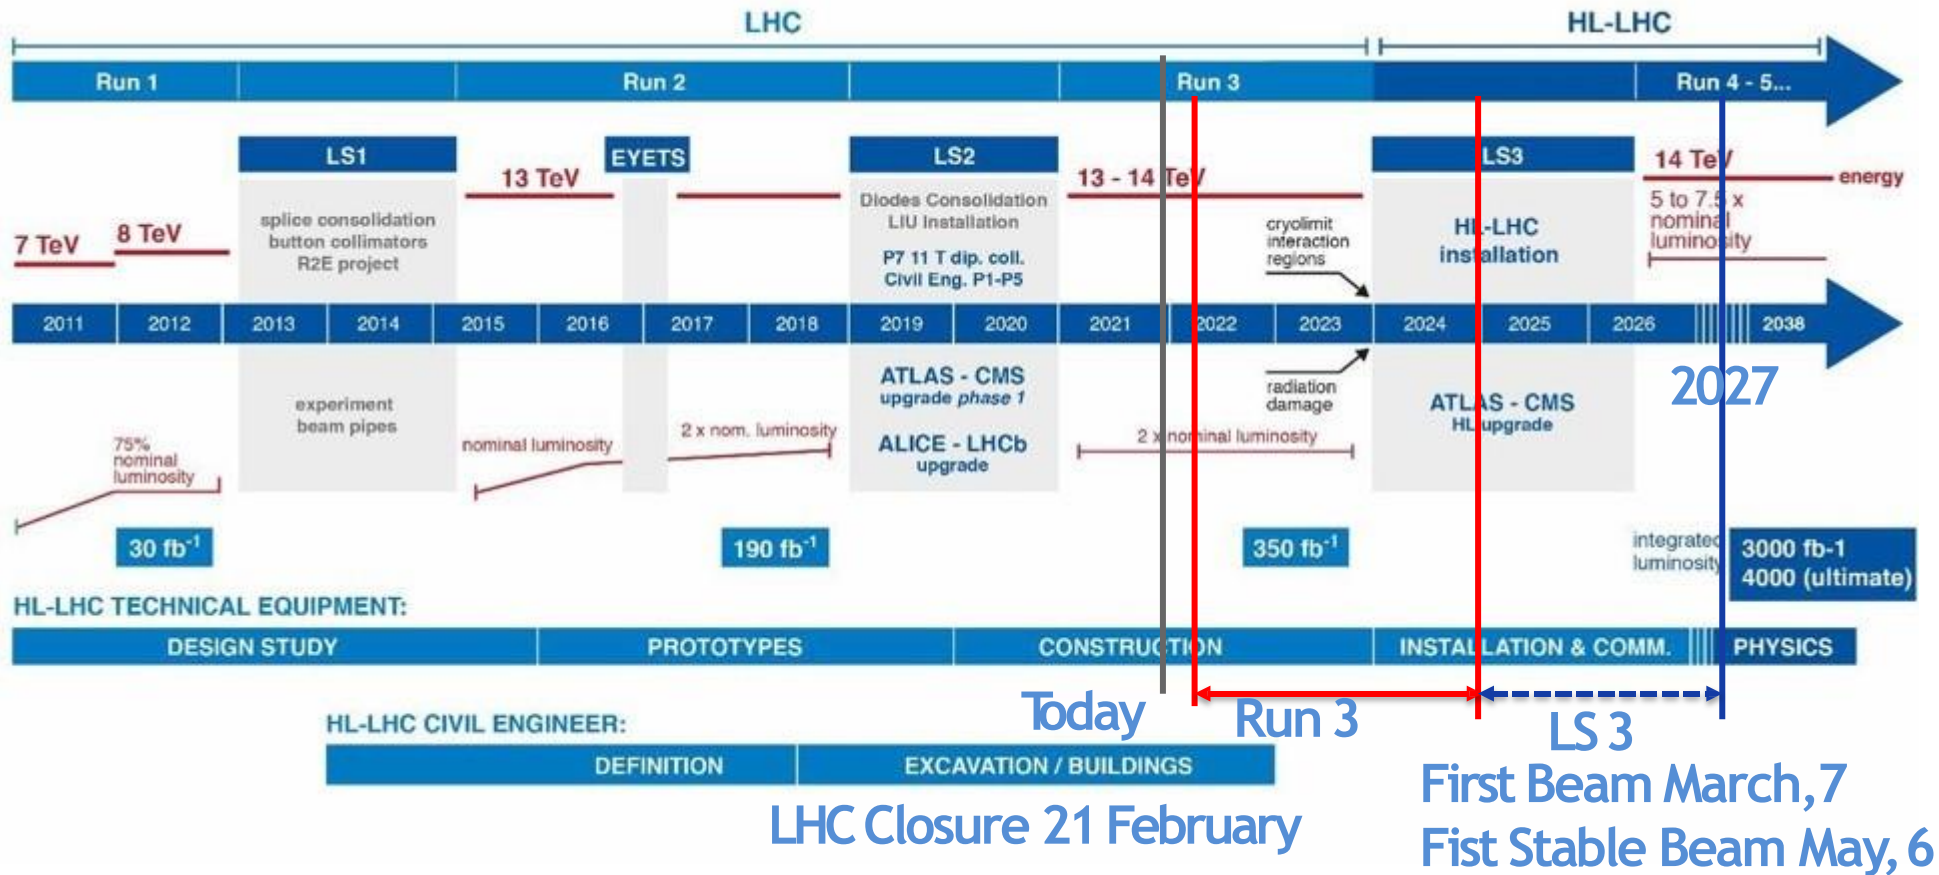 LHC
HL-LHC
Run 1
Run 2
Run 3
Run 4 - 5...
LS1
EYETS
LS2
LS3
13 TeV
13 - 14 TeV
14 TeV
energy
7 TeV
8 TeV
splice consolidation
button collimators
R2E project
Diodes Consolidation
LIU Installation
P7 11 T dip. coll.
Civil Eng. P1-P5
cryolimit
interaction
regions
HL-LHC
installation
5 to 7.5 x
nominal
luminosity
2011
2012
2013
2014
2015
2016
2017
2018
2019
2020
2021
2022
2023
2024
2025
2026
2038
2027
experiment
beam pipes
ATLAS - CMS
upgrade phase 1
ALICE - LHCb
upgrade
radiation
damage
ATLAS - CMS
HL upgrade
75%
nominal
luminosity
nominal luminosity
2 x nom. luminosity
2 x nominal luminosity
30 fb-1
190 fb-1
350 fb-1
integrated
luminosity
3000 fb-1
4000 (ultimate)
HL-LHC TECHNICAL EQUIPMENT:
DESIGN STUDY
PROTOTYPES
CONSTRUCTION
INSTALLATION & COMM.
PHYSICS
Today
Run 3
LS 3
HL-LHC CIVIL ENGINEER:
DEFINITION
EXCAVATION / BUILDINGS
LHC Closure 21 February
First Beam March, 7
Fist Stable Beam May, 6